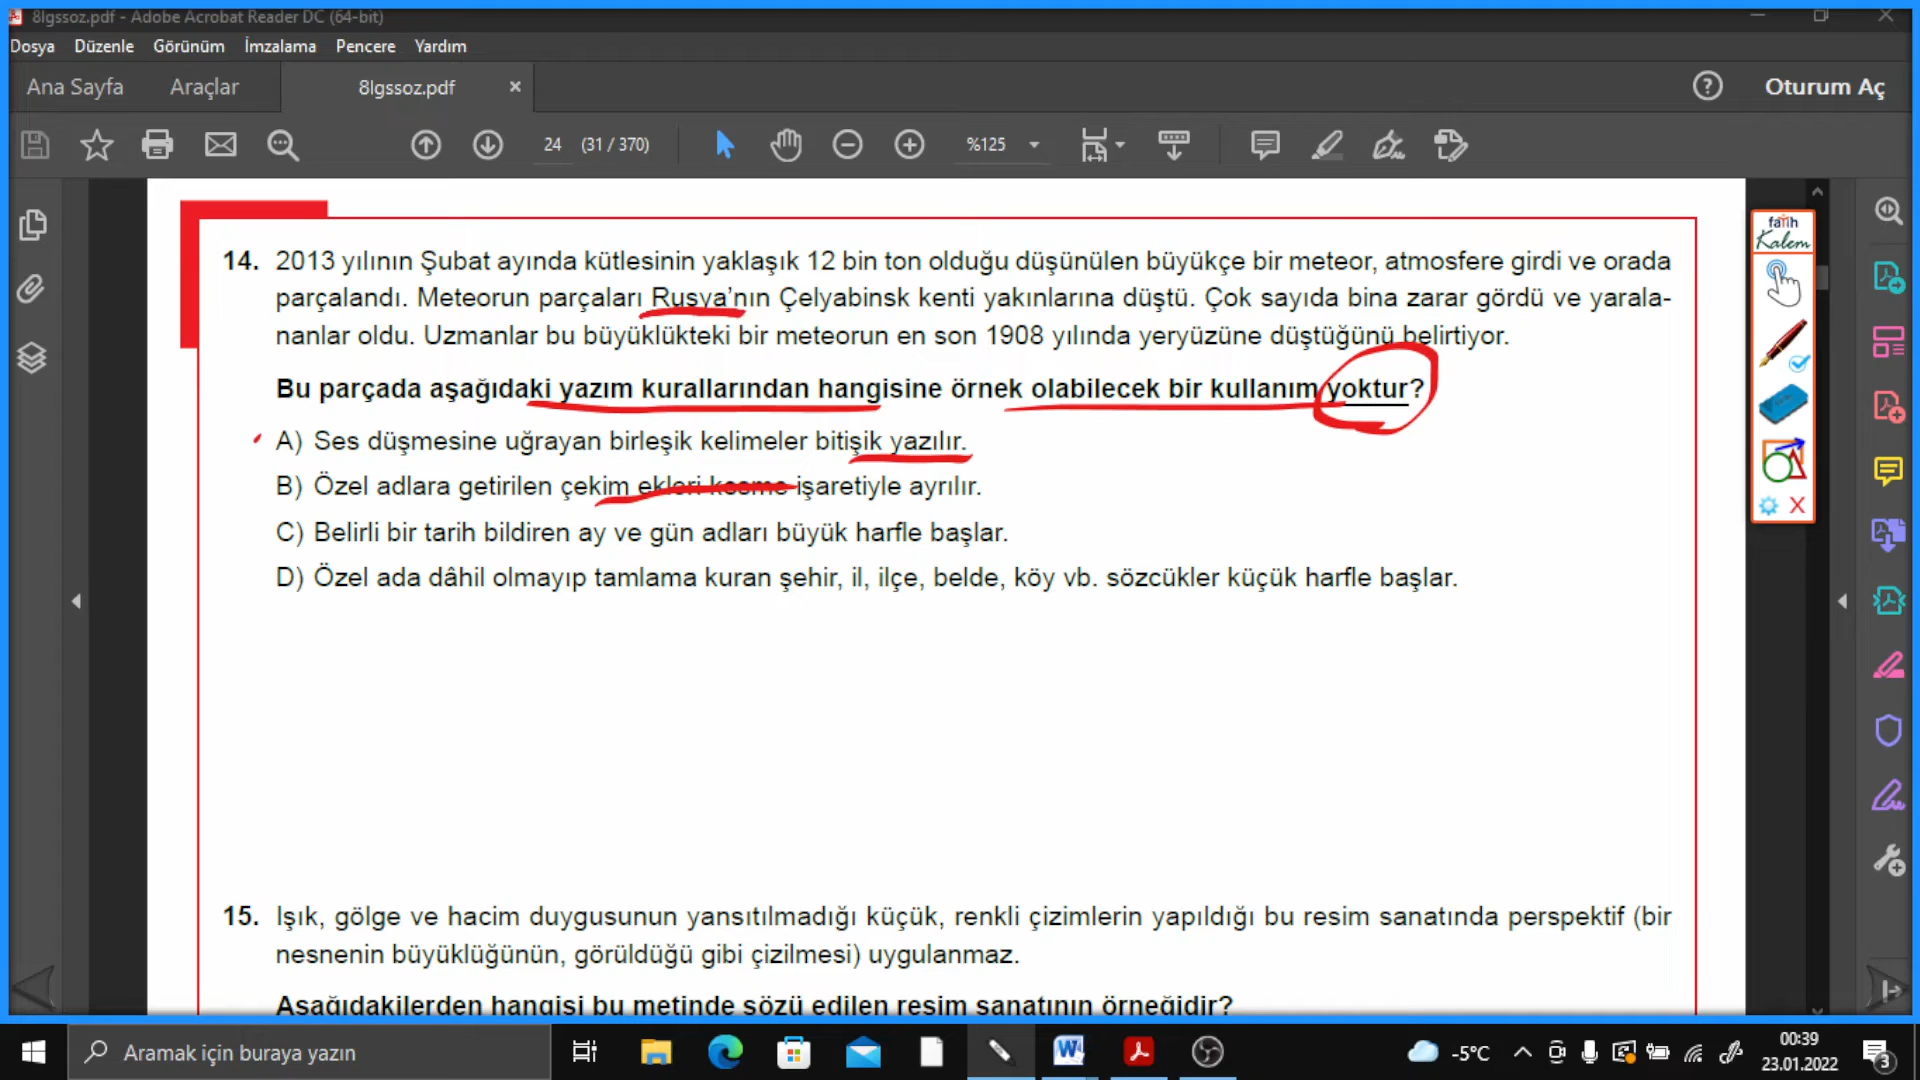 8lgssoz.pdf - Adobe Acrobat Reader DC (64-bit)
Dosya Düzenle Görünüm İmzalama Pencere Yardım
Ana Sayfa Araçlar 8lgssoz.pdf Oturum Aç
24 (31 / 370) %125
fatih
Kalem
14. 2013 yılının Şubat ayında kütlesinin yaklaşık 12 bin ton olduğu düşünülen büyükçe bir meteor, atmosfere girdi ve orada
parçalandı. Meteorun parçaları Rusya'nın Çelyabinsk kenti yakınlarına düştü. Çok sayıda bina zarar gördü ve yarala-
nanlar oldu. Uzmanlar bu büyüklükteki bir meteorun en son 1908 yılında yeryüzüne düştüğünü belirtiyor.
Bu parçada aşağıdaki yazım kurallarından hangisine örnek olabilecek bir kullanım yoktur?
A) Ses düşmesine uğrayan birleşik kelimeler bitişik yazılır.
B) Özel adlara getirilen çekim ekleri kesme işaretiyle ayrılır.
C) Belirli bir tarih bildiren ay ve gün adları büyük harfle başlar.
D) Özel ada dâhil olmayıp tamlama kuran şehir, il, ilçe, belde, köy vb. sözcükler küçük harfle başlar.
15. Işık, gölge ve hacim duygusunun yansıtılmadığı küçük, renkli çizimlerin yapıldığı bu resim sanatında perspektif (bir
nesnenin büyüklüğünün, görüldüğü gibi çizilmesi) uygulanmaz.
Aşağıdakilerden hangisi bu metinde sözü edilen resim sanatının örneğidir?
Aramak için buraya yazın
-5°C
00:39
23.01.2022
3